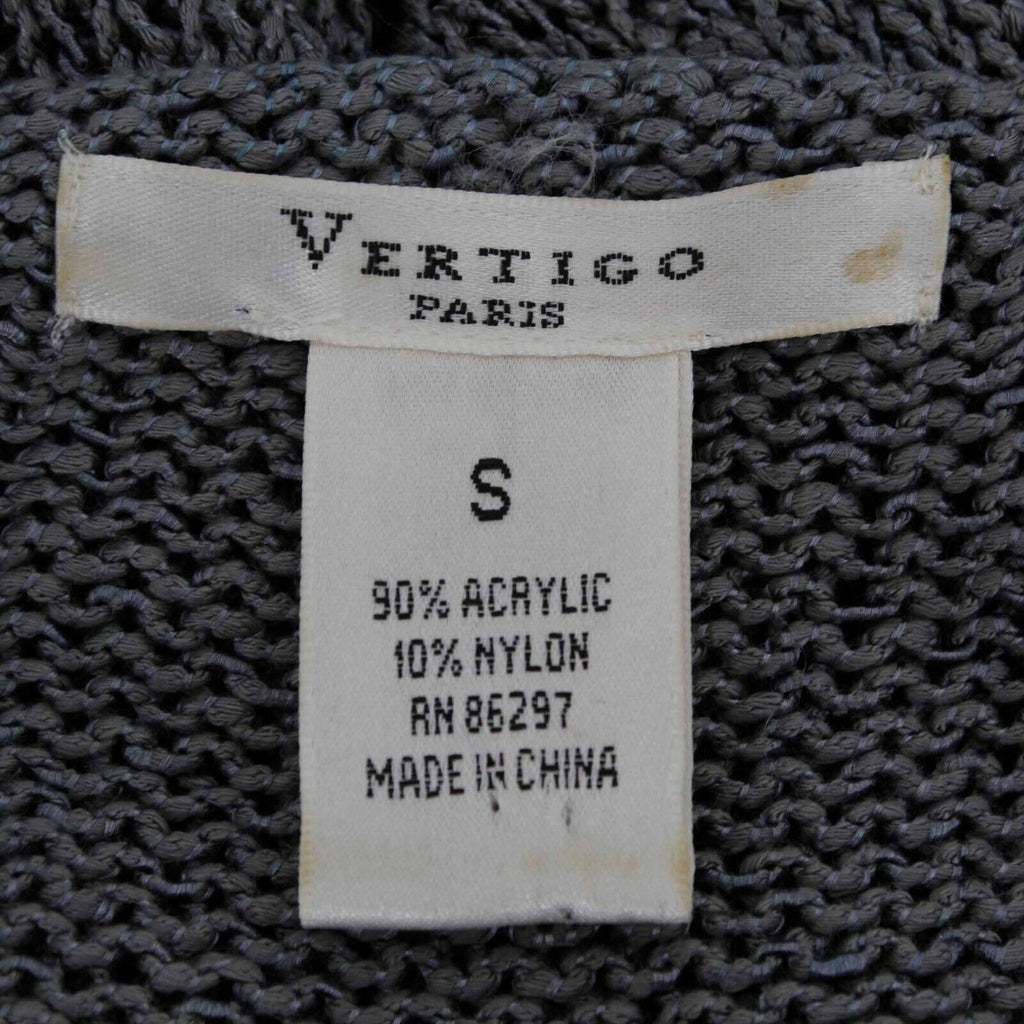 VERTIGO
PARIS
S
90% ACRYLIC
10% NYLON
RN 86297
MADE IN CHINA